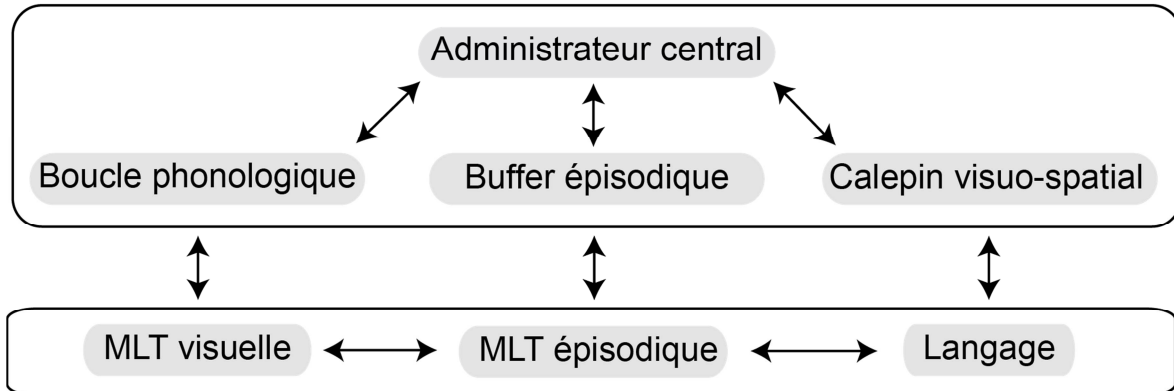 Administrateur central
Boucle phonologique
Buffer épisodique
Calepin visuo-spatial
MLT visuelle
MLT épisodique
Langage